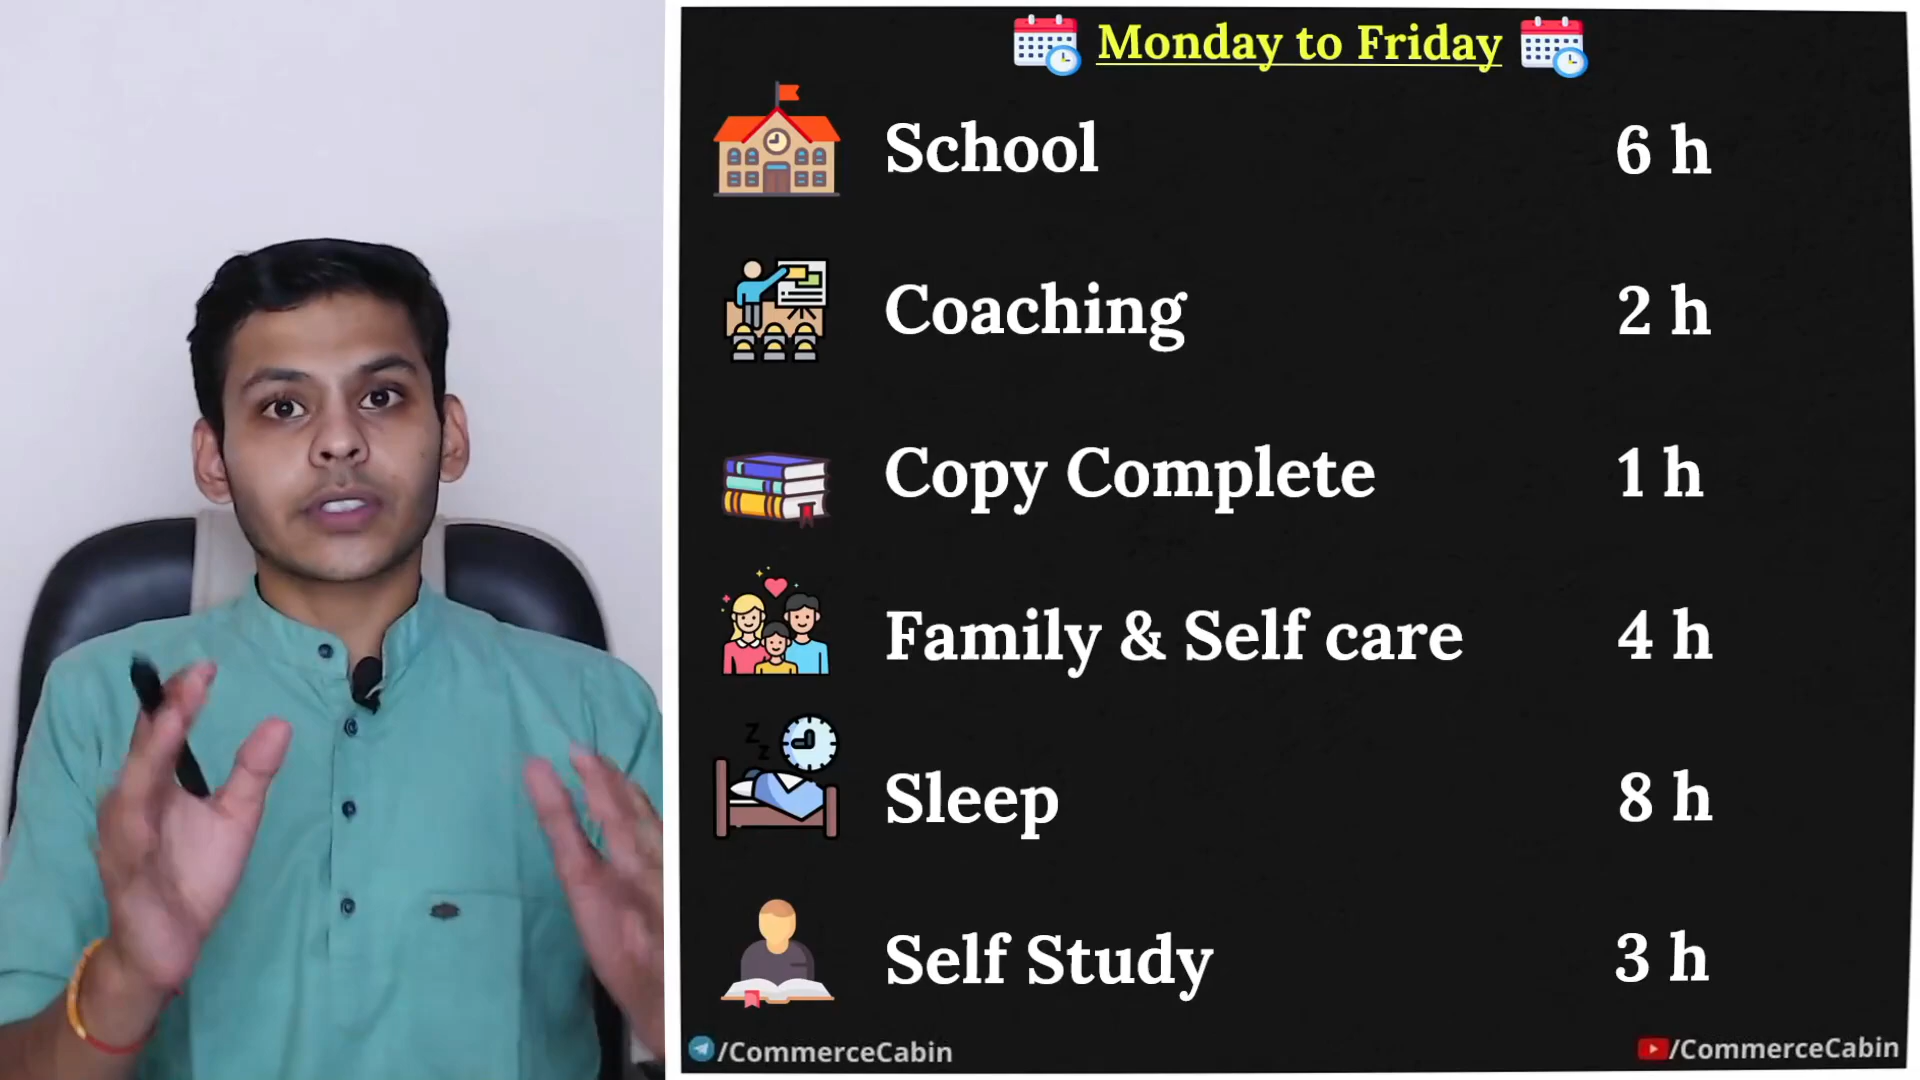 Monday to Friday
School 6 h
Coaching 2 h
Copy Complete 1 h
Family & Self care 4 h
Z z
Sleep 8 h
Self Study 3 h
/CommerceCabin /CommerceCabin